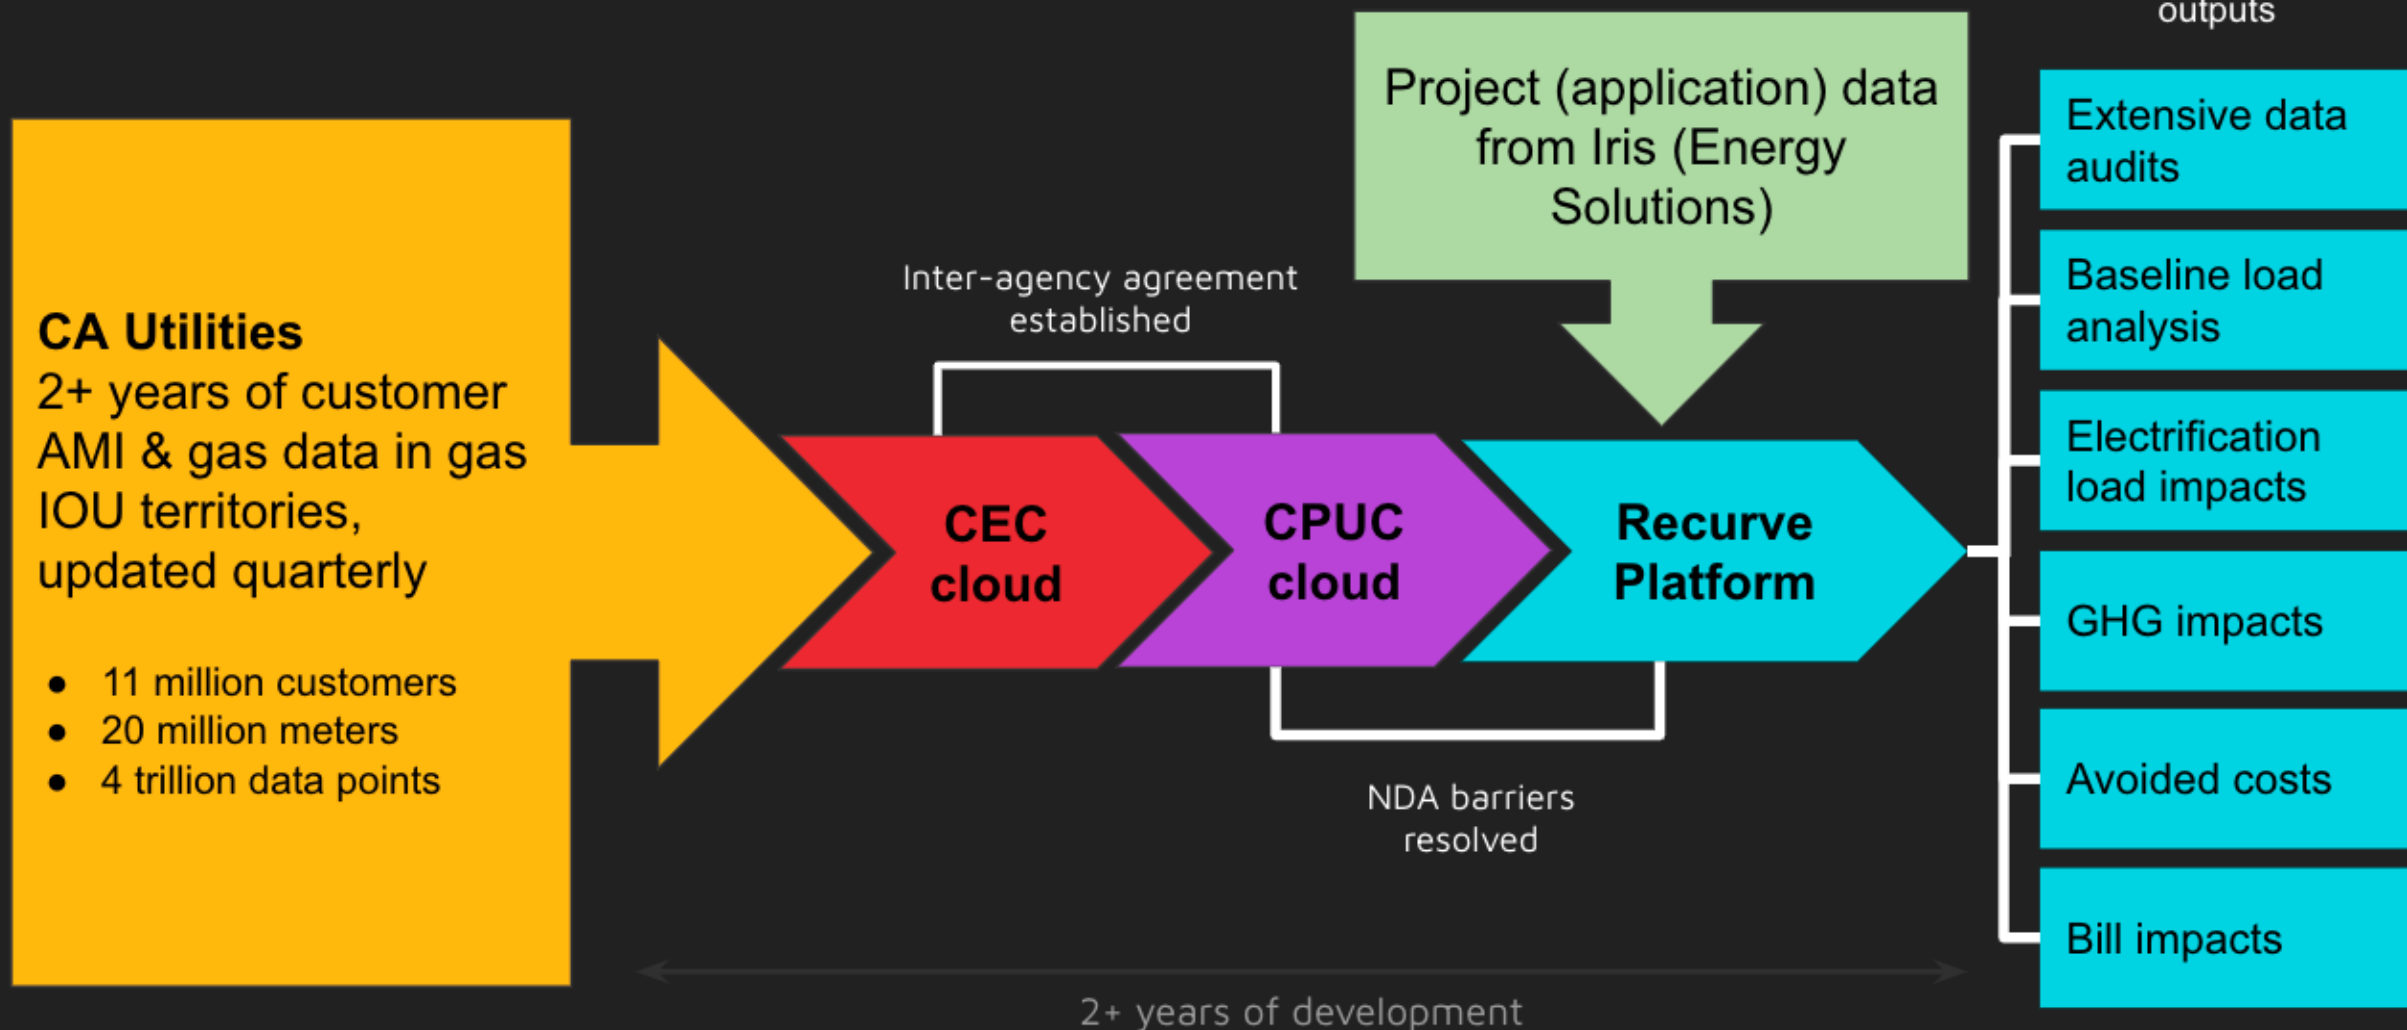 CA Utilities
2+ years of customer
AMI & gas data in gas
IOU territories,
updated quarterly
● 11 million customers
● 20 million meters
● 4 trillion data points
Inter-agency agreement
established
CEC
cloud
CPUC
cloud
Project (application) data
from Iris (Energy
Solutions)
Recurve
Platform
NDA barriers
resolved
2+ years of development
outputs
Extensive data
audits
Baseline load
analysis
Electrification
load impacts
GHG impacts
Avoided costs
Bill impacts